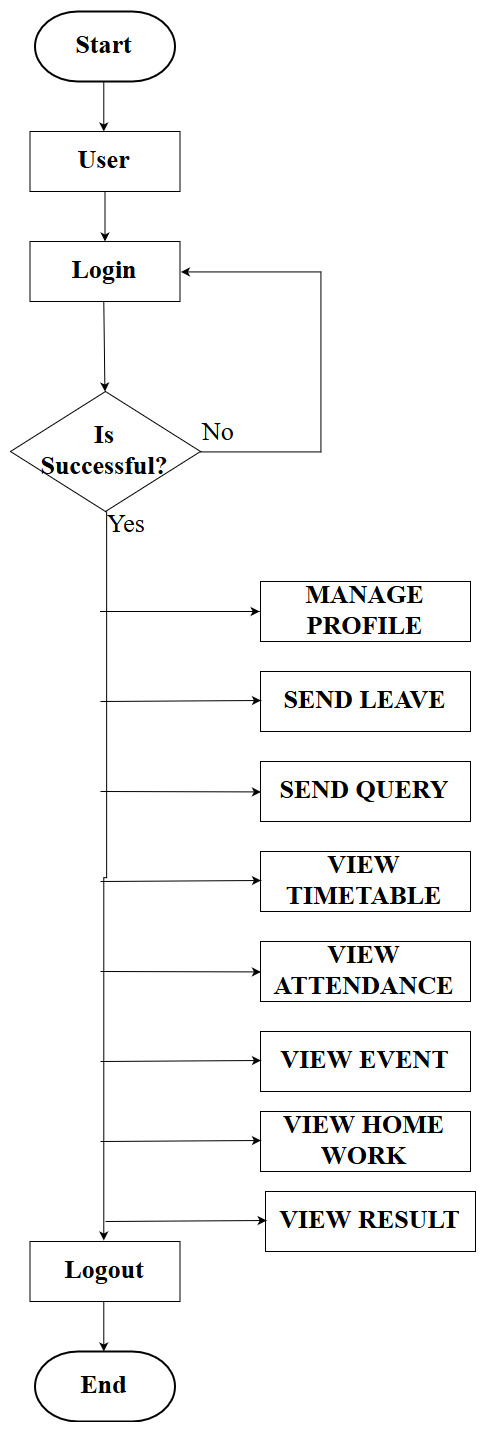 Start
User
Login
Is
Successful?
No
Yes
MANAGE
PROFILE
SEND LEAVE
SEND QUERY
VIEW
TIMETABLE
VIEW
ATTENDANCE
VIEW EVENT
VIEW HOME
WORK
VIEW RESULT
Logout
End